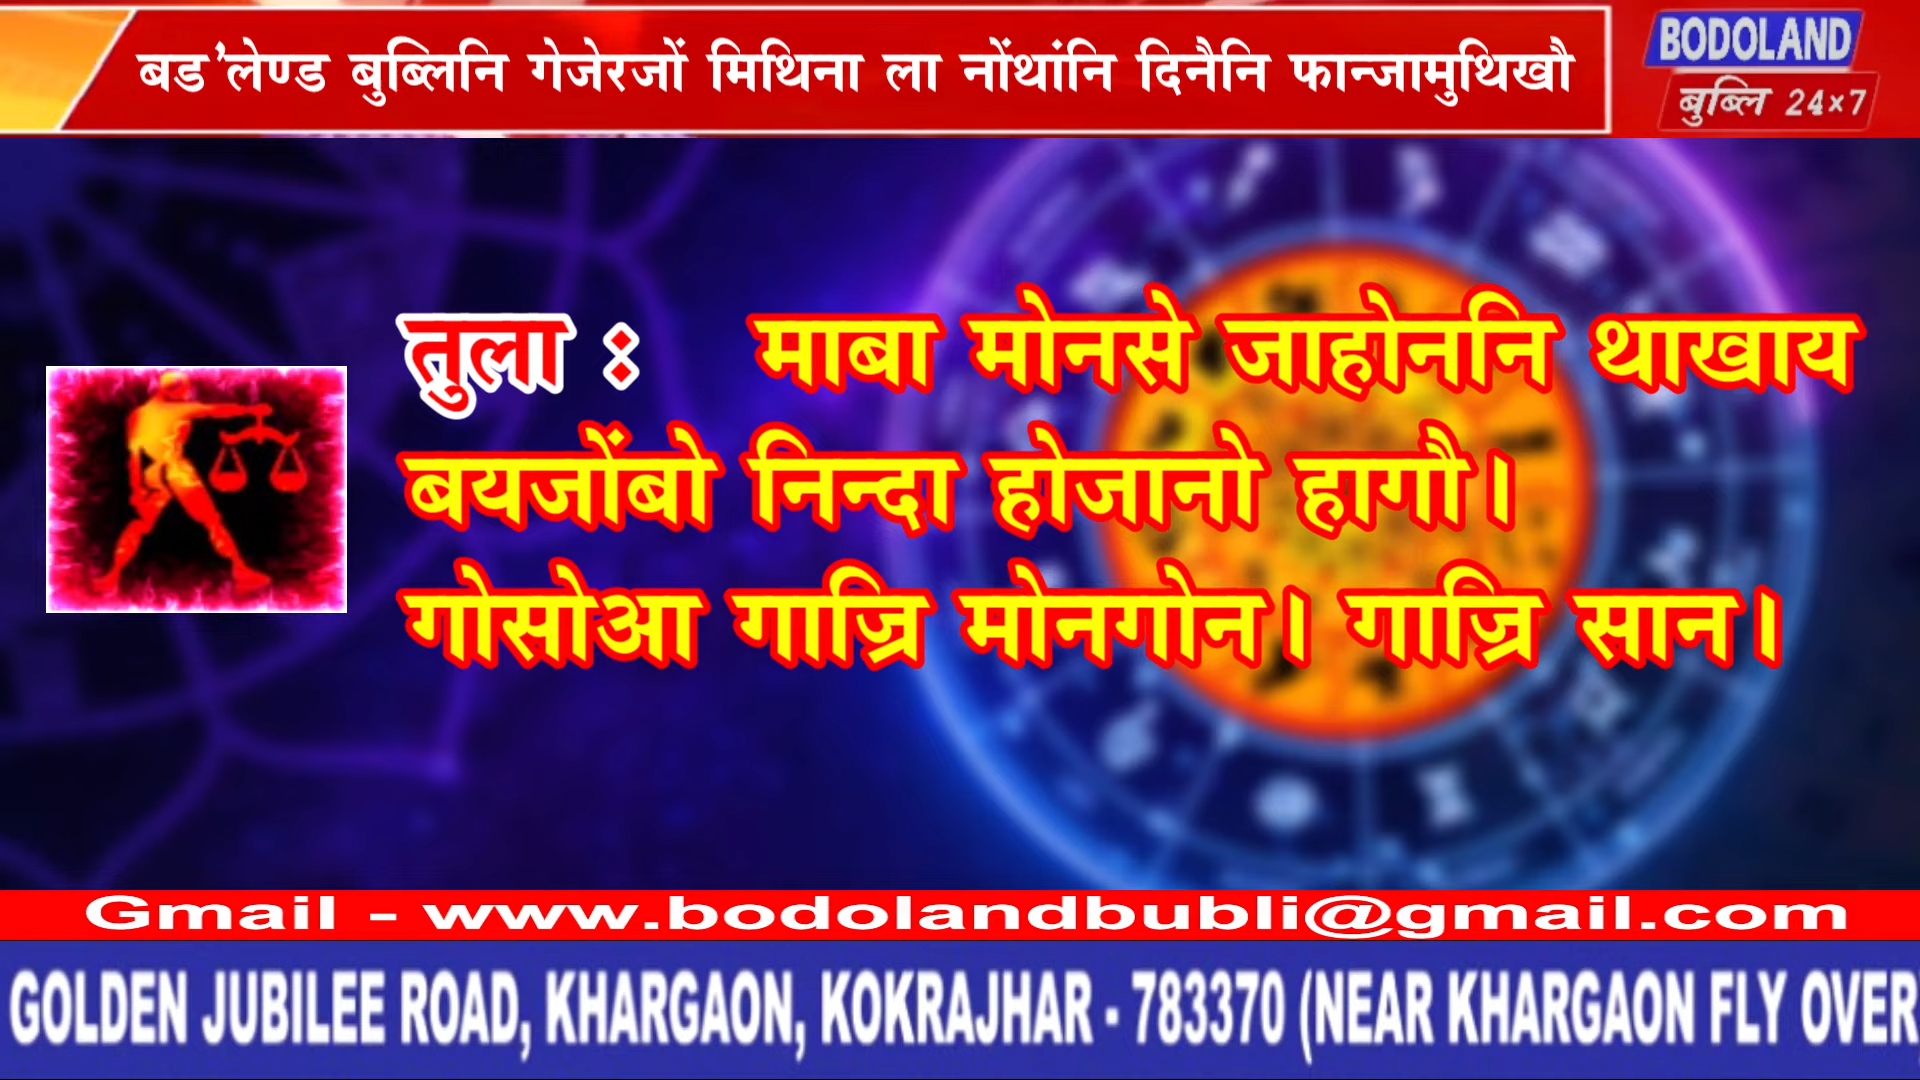 बड'लेण्ड बुब्लिनि गेजेरजों मिथिना ला नोंथांनि दिनैनि फान्जामुथिखौ
BODOLAND
बुब्लि 24×7
तुला : माबा मोनसे जाहोननि थाखाय
बयजोंबो निन्दा होजानो हागौ।
गोसोआ गाज्रि मोनगोन। गाज्रि सान।
Gmail - www.bodolandbubli@gmail.com
GOLDEN JUBILEE ROAD, KHARGAON, KOKRAJHAR - 783370 (NEAR KHARGAON FLY OVER,